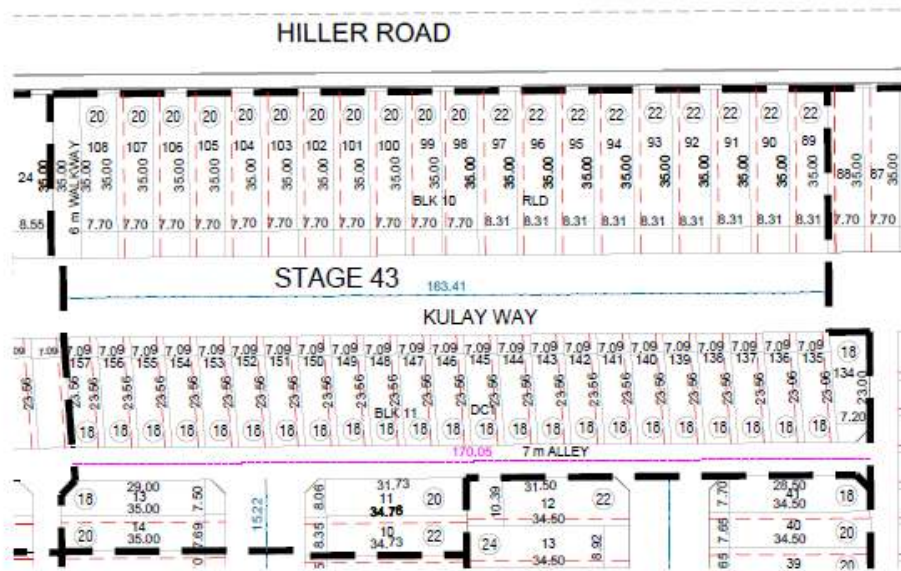 HILLER ROAD
20 20 20 20 20 20 20 20 20 20 20 22 22 22 22 22 22 22 22 22
108 107 106 105 104 103 102 101 100 99 98 97 96 95 94 93 92 91 90 89
24 35.00 35.00 6 m WALKWAY 35.00 35.00 35.00 35.00 35.00 35.00 35.00 35.00 35.00 35.00 35.00 35.00 35.00 35.00 35.00 35.00 35.00 35.00 35.00 35.00 88 35.00 87 35.00
BLK 10 RLD
8.55 7.70 7.70 7.70 7.70 7.70 7.70 7.70 7.70 7.70 7.70 7.70 8.31 8.31 8.31 8.31 8.31 8.31 8.31 8.31 8.31 7.70 7.70
STAGE 43
163.41
KULAY WAY
7.09 7.09 7.09 7.09 7.09 7.09 7.09 7.09 7.09 7.09 7.09 7.09 7.09 7.09 7.09 7.09 7.09 7.09 7.09 7.09 7.09 7.09 18
157 156 155 154 153 152 151 150 149 148 147 146 145 144 143 142 141 140 139 138 137 136 135 134
23.56 23.56 23.56 23.56 23.56 23.56 23.56 23.56 23.56 23.56 23.56 23.56 23.56 23.56 23.56 23.56 23.56 23.56 23.56 23.56
BLK 11
7.20
18 18 18 18 18 18 18 18 18 18 18 18 18 18 18 18 18 18 18 18
170.05 7 m ALLEY
18 29.00 7.50 8.06 31.73 20 10.39 31.50 22 7.70 28.50 18
13 11 12 41
35.00 34.76 34.50 34.50
15.22
20 14 7.69 8.35 10 22 24 13 8.92 7.65 40 20
35.00 34.73 34.50 34.50
39 20